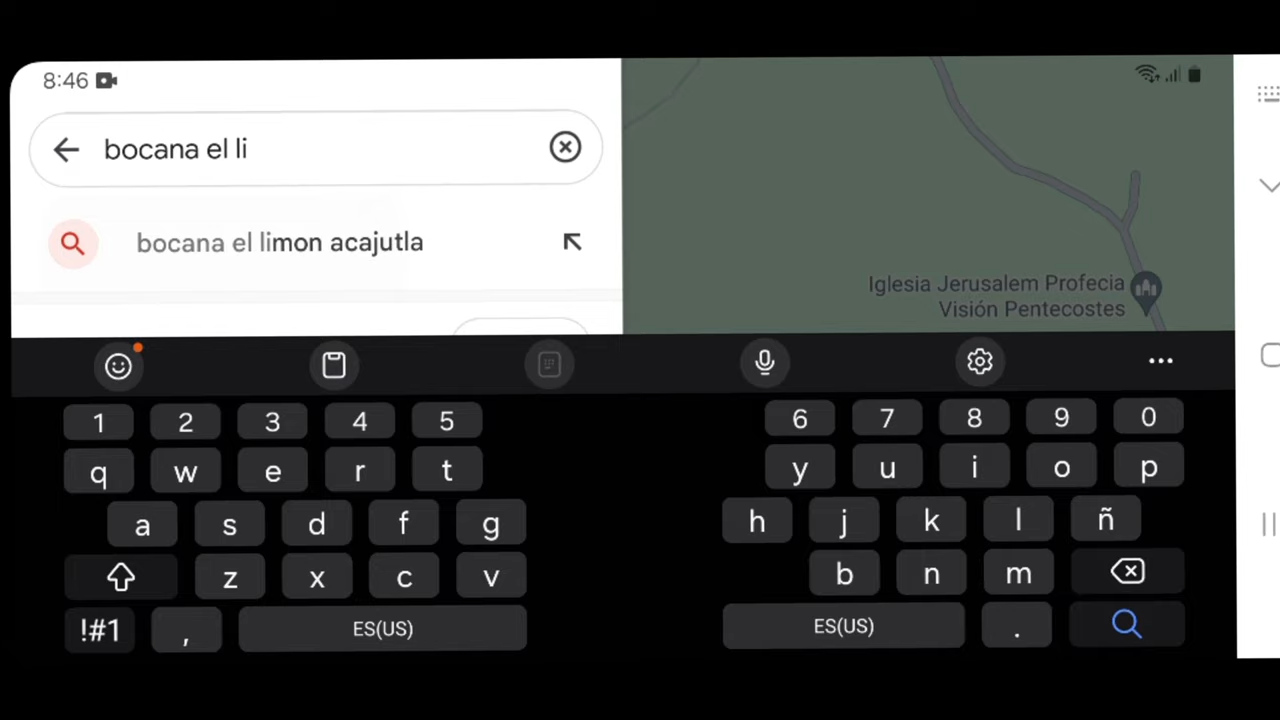 8:46
bocana el li
bocana el limon acajutla
Iglesia Jerusalem Profecia
Visión Pentecostes
1 2 3 4 5 6 7 8 9 0
q w e r t y u i o p
a s d f g h j k l ñ
z x c v b n m
!#1 , ES(US) ES(US) .